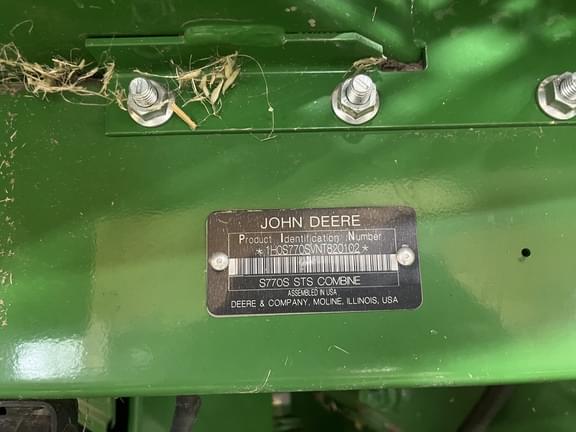 JOHN DEERE
Product Identification Number
*1H0S770SVNT820102*
S770S STS COMBINE
ASSEMBLED IN USA
DEERE & COMPANY, MOLINE, ILLINOIS, USA